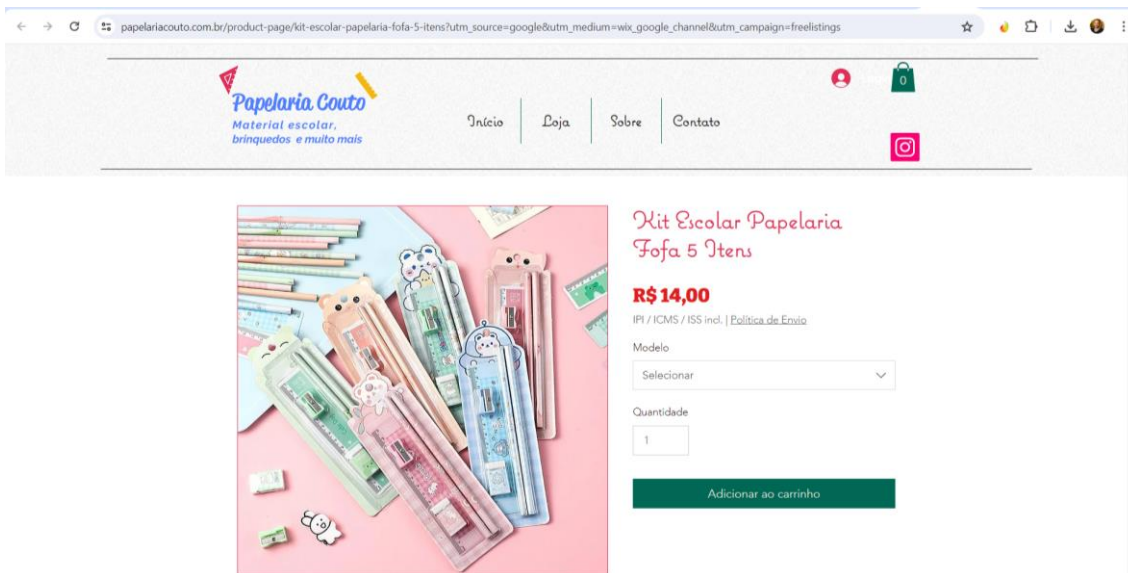 papelariacouto.com.br/product-page/kit-escolar-papelaria-fofa-5-itens?utm_source=google&utm_medium=wix_google_channel&utm_campaign=freelistings
Papelaria Couto
Material escolar,
brinquedos e muito mais
Início
Loja
Sobre
Contato
0
Kit Escolar Papelaria
Fofa 5 Itens
R$ 14,00
IPI / ICMS / ISS incl. | Política de Envio
Modelo
Selecionar
Quantidade
1
Adicionar ao carrinho